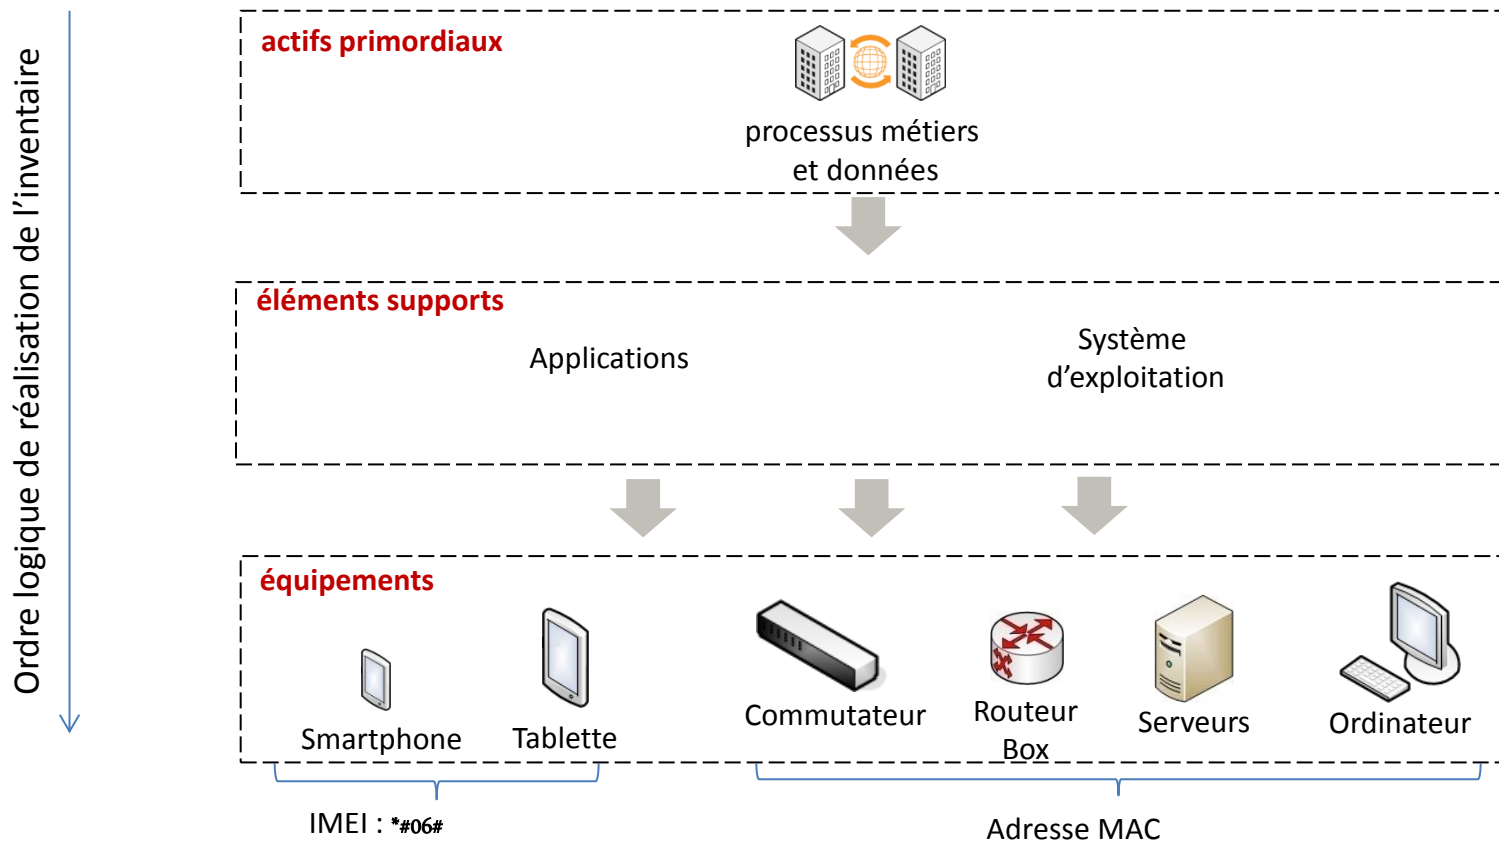 Ordre logique de réalisation de l'inventaire
actifs primordiaux
processus métiers
et données
éléments supports
Applications
Système
d'exploitation
équipements
Smartphone
Tablette
Commutateur
Routeur
Box
Serveurs
Ordinateur
IMEI : *#06#
Adresse MAC